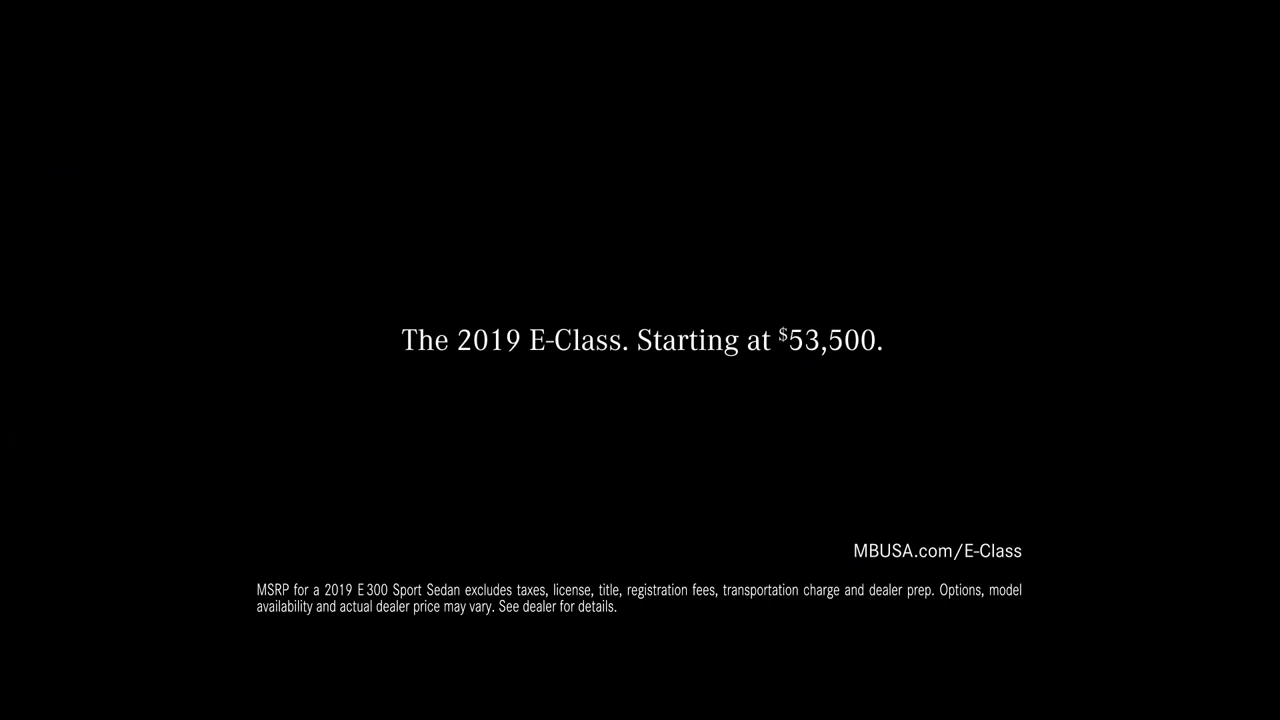 The 2019 E-Class. Starting at $53,500.
MBUSA.com/E-Class
MSRP for a 2019 E 300 Sport Sedan excludes taxes, license, title, registration fees, transportation charge and dealer prep. Options, model
availability and actual dealer price may vary. See dealer for details.